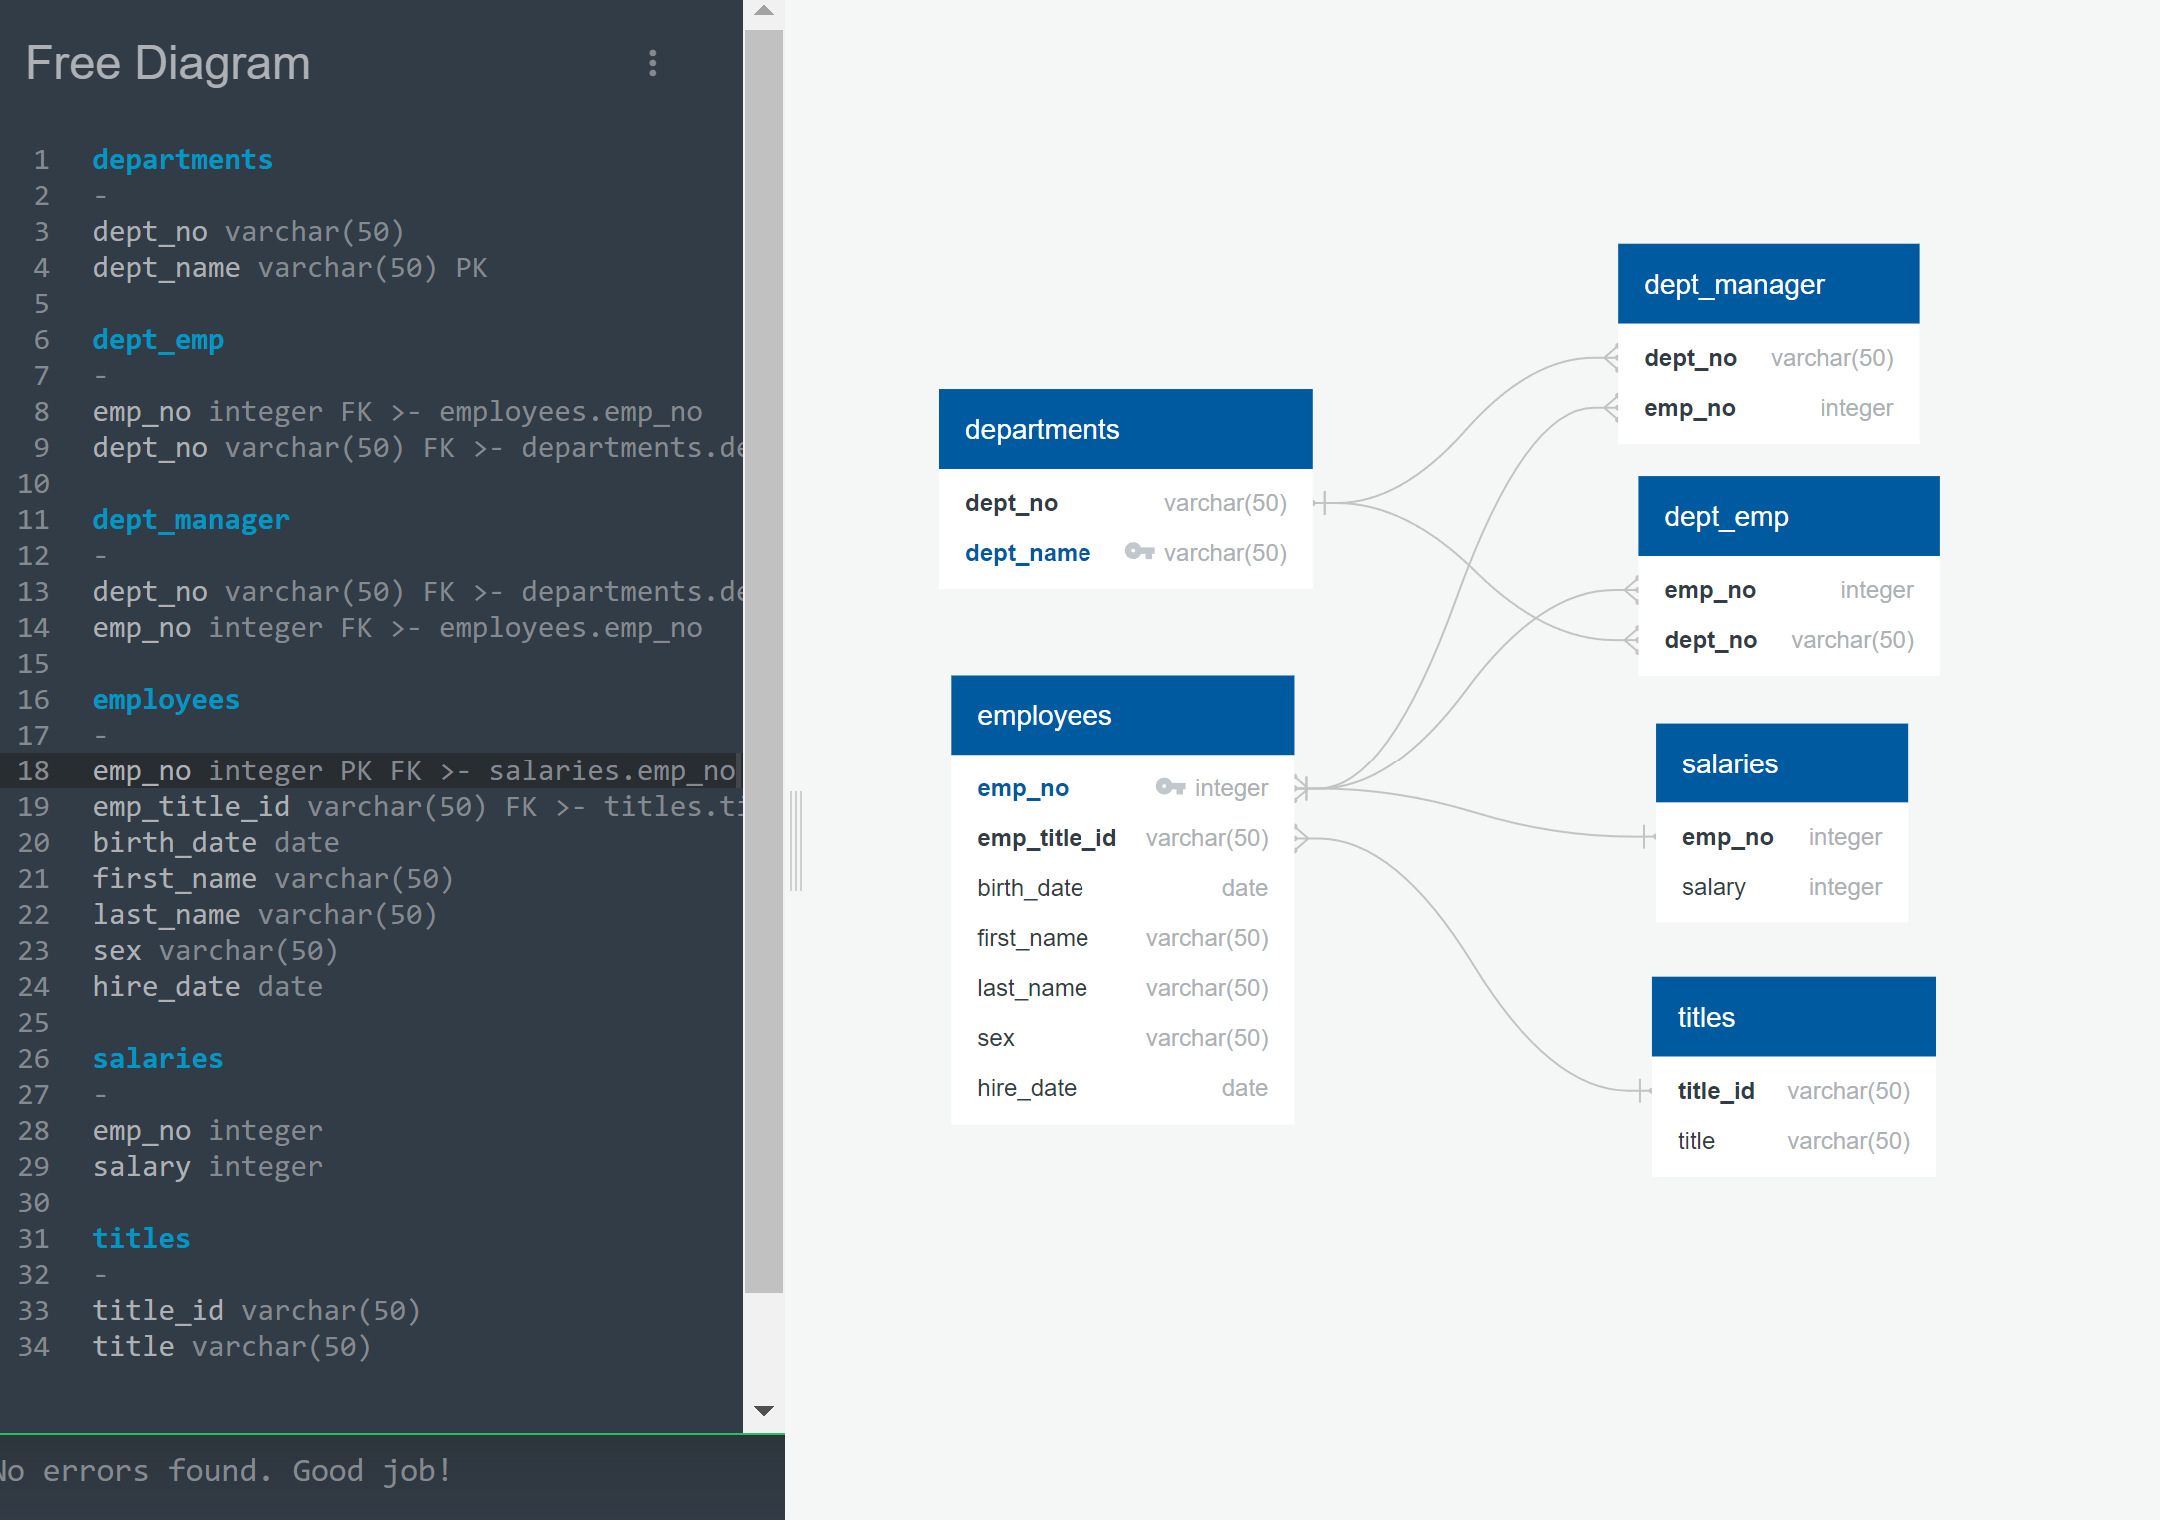 Free Diagram
1 departments
2 -
3 dept_no varchar(50)
4 dept_name varchar(50) PK
5
6 dept_emp
7 -
8 emp_no integer FK >- employees.emp_no
9 dept_no varchar(50) FK >- departments.de
10
11 dept_manager
12 -
13 dept_no varchar(50) FK >- departments.de
14 emp_no integer FK >- employees.emp_no
15
16 employees
17 -
18 emp_no integer PK FK >- salaries.emp_no
19 emp_title_id varchar(50) FK >- titles.ti
20 birth_date date
21 first_name varchar(50)
22 last_name varchar(50)
23 sex varchar(50)
24 hire_date date
25
26 salaries
27 -
28 emp_no integer
29 salary integer
30
31 titles
32 -
33 title_id varchar(50)
34 title varchar(50)
No errors found. Good job!
departments
dept_no varchar(50)
dept_name varchar(50)
employees
emp_no integer
emp_title_id varchar(50)
birth_date date
first_name varchar(50)
last_name varchar(50)
sex varchar(50)
hire_date date
dept_manager
dept_no varchar(50)
emp_no integer
dept_emp
emp_no integer
dept_no varchar(50)
salaries
emp_no integer
salary integer
titles
title_id varchar(50)
title varchar(50)